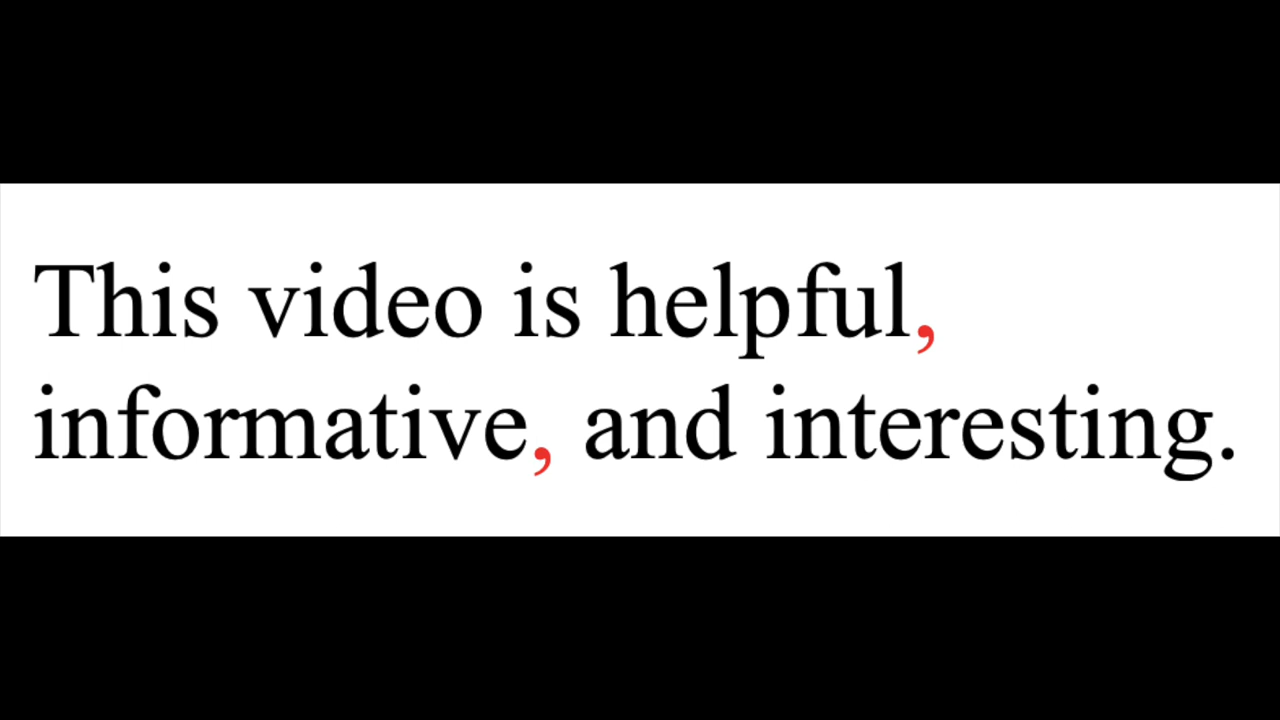 This video is helpful,
informative, and interesting.